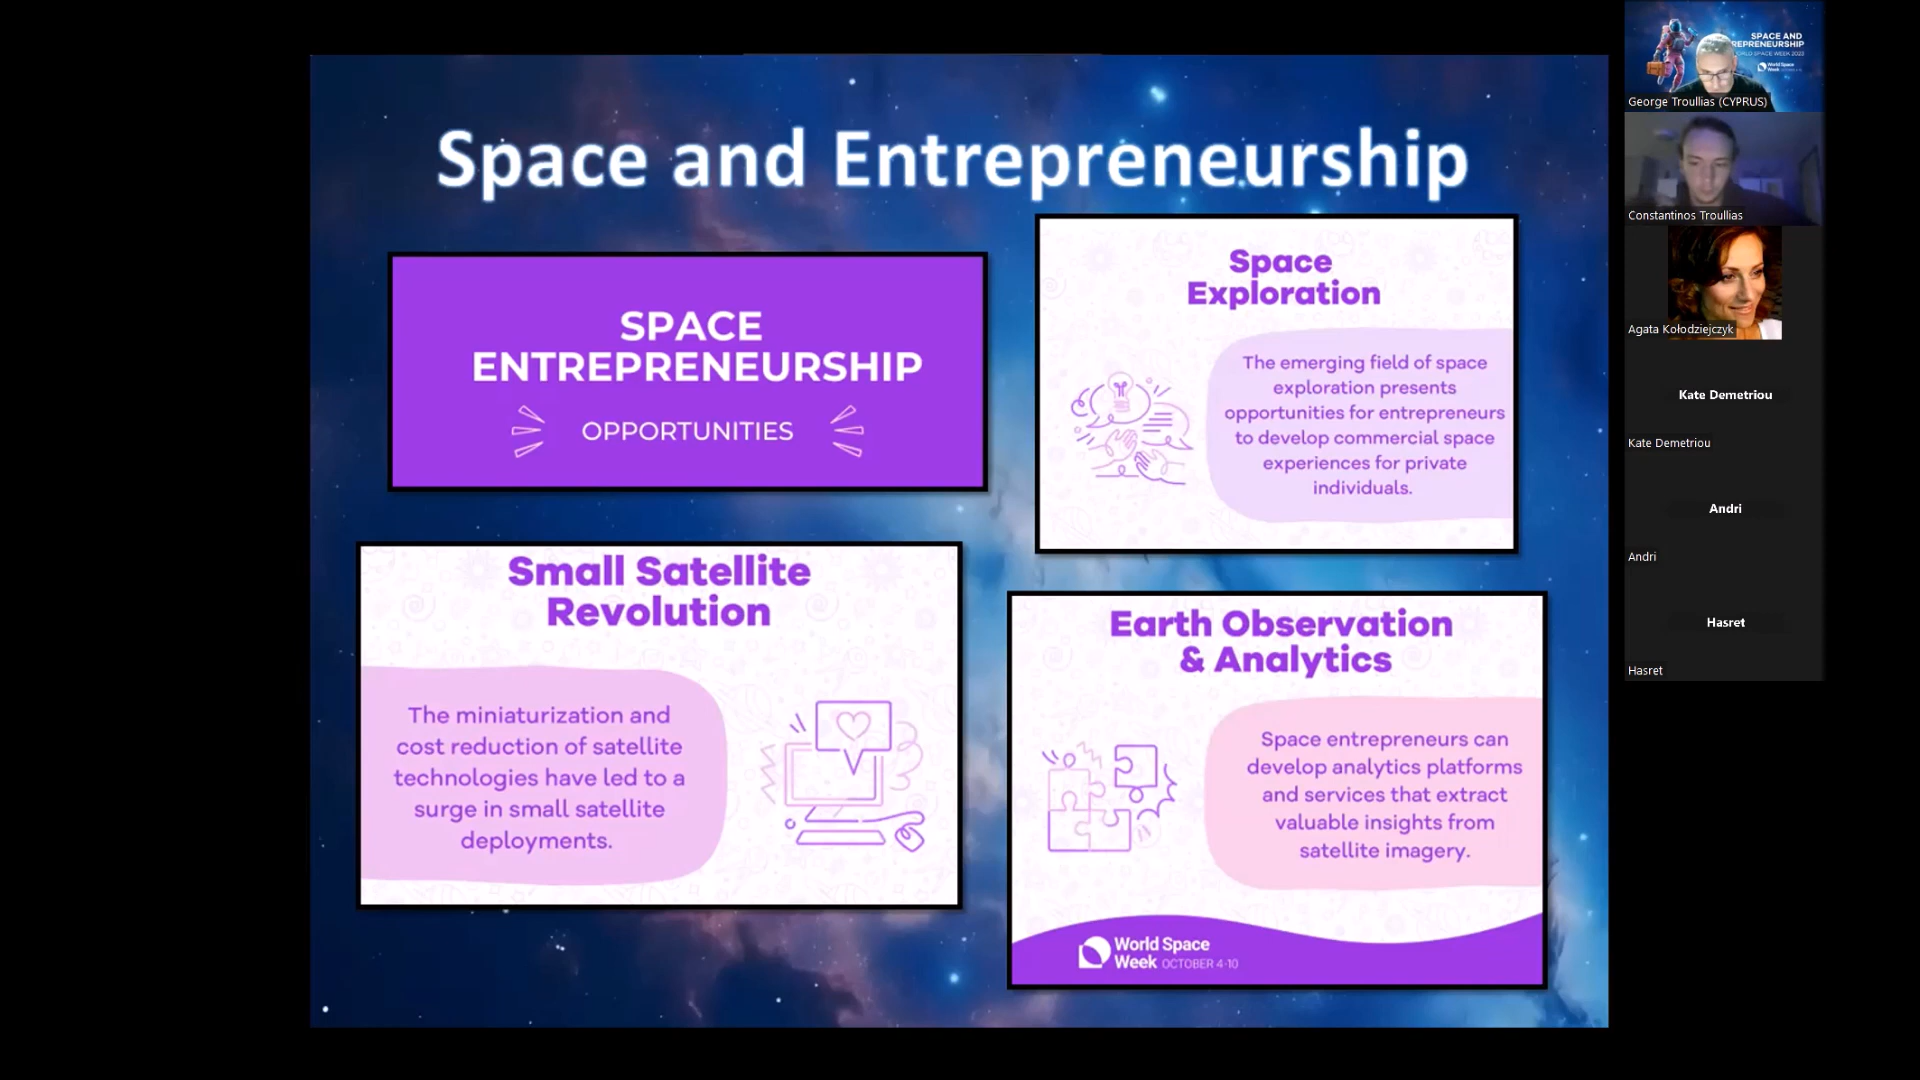 Space and Entrepreneurship
SPACE
ENTREPRENEURSHIP
OPPORTUNITIES
Space
Exploration
The emerging field of space
exploration presents
opportunities for entrepreneurs
to develop commercial space
experiences for private
individuals.
Small Satellite
Revolution
The miniaturization and
cost reduction of satellite
technologies have led to a
surge in small satellite
deployments.
Earth Observation
& Analytics
Space entrepreneurs can
develop analytics platforms
and services that extract
valuable insights from
satellite imagery.
World Space
Week OCTOBER 4-10
SPACE AND
REPRENEURSHIP
World Space
Week
George Troullias (CYPRUS)
Constantinos Troullias
Agata Kołodziejczyk
Kate Demetriou
Kate Demetriou
Andri
Andri
Hasret
Hasret